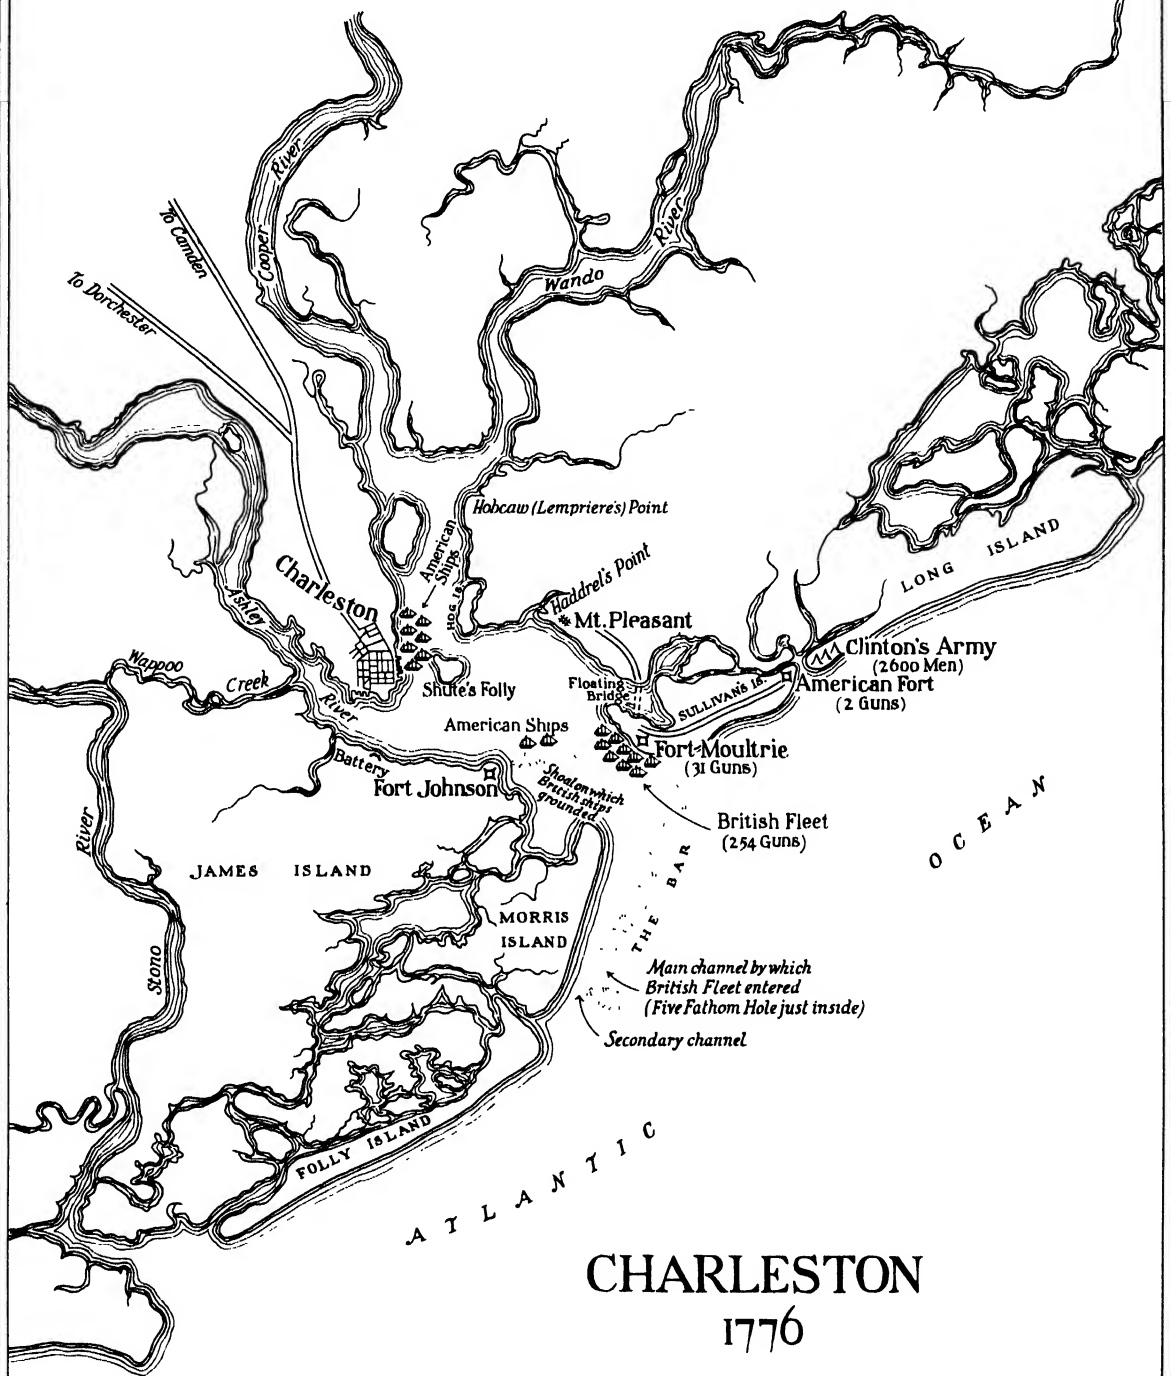 River
Cooper
To Camden
To Dorchester
River
Wando
Hobcaw (Lempriere's) Point
American
Ships
LONG ISLAND
Charleston
HOG IS.
Haddrel's Point
Mt. Pleasant
Ashley
River
Wappoo
Creek
Shute's Folly
Floating
Bridge
SULLIVAN'S IS.
Clinton's Army
(2600 Men)
American Fort
(2 Guns)
American Ships
Fort Moultrie
(31 Guns)
Battery
Fort Johnson
Shoal on which
British ships
grounded
British Fleet
(254 Guns)
River
Stono
JAMES ISLAND
THE BAR
MORRIS
ISLAND
Main channel by which
British Fleet entered
(Five Fathom Hole just inside)
Secondary channel
FOLLY ISLAND
ATLANTIC
OCEAN
CHARLESTON
1776